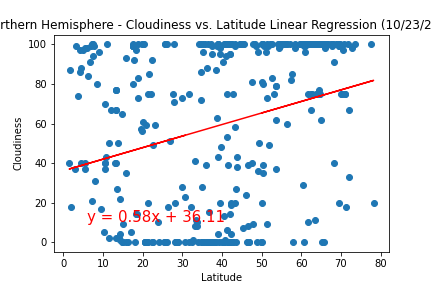 rthern Hemisphere - Cloudiness vs. Latitude Linear Regression (10/23/2
100
80
60
40
20
0
Cloudiness
y = 0.58x + 36.11
0 10 20 30 40 50 60 70 80
Latitude